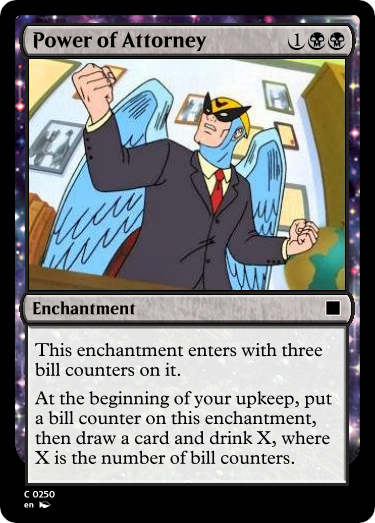 Power of Attorney 1
Enchantment
This enchantment enters with three
bill counters on it.
At the beginning of your upkeep, put
a bill counter on this enchantment,
then draw a card and drink X, where
X is the number of bill counters.
C 0250
en